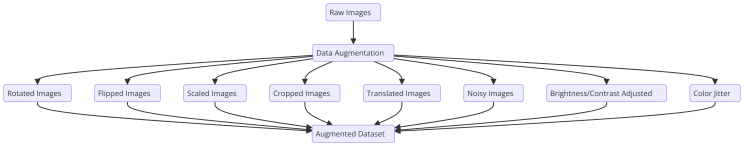 Raw Images
Data Augmentation
Rotated Images
Flipped Images
Scaled Images
Cropped Images
Translated Images
Noisy Images
Brightness/Contrast Adjusted
Color Jitter
Augmented Dataset